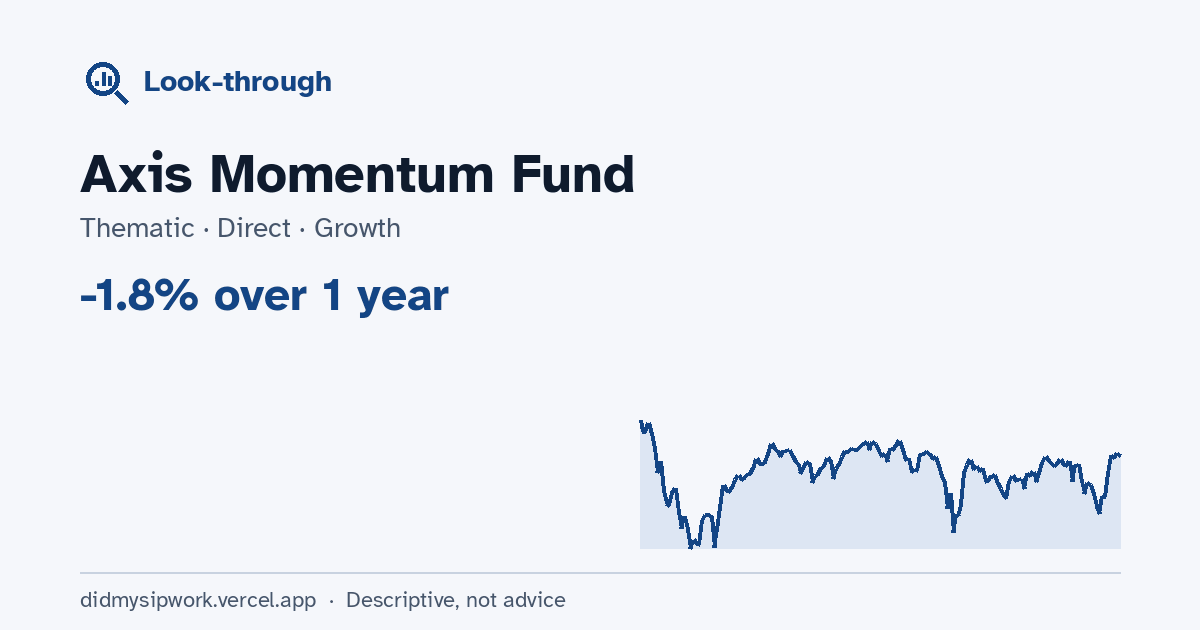 Look-through
Axis Momentum Fund
Thematic · Direct · Growth
-1.8% over 1 year
didmysipwork.vercel.app · Descriptive, not advice